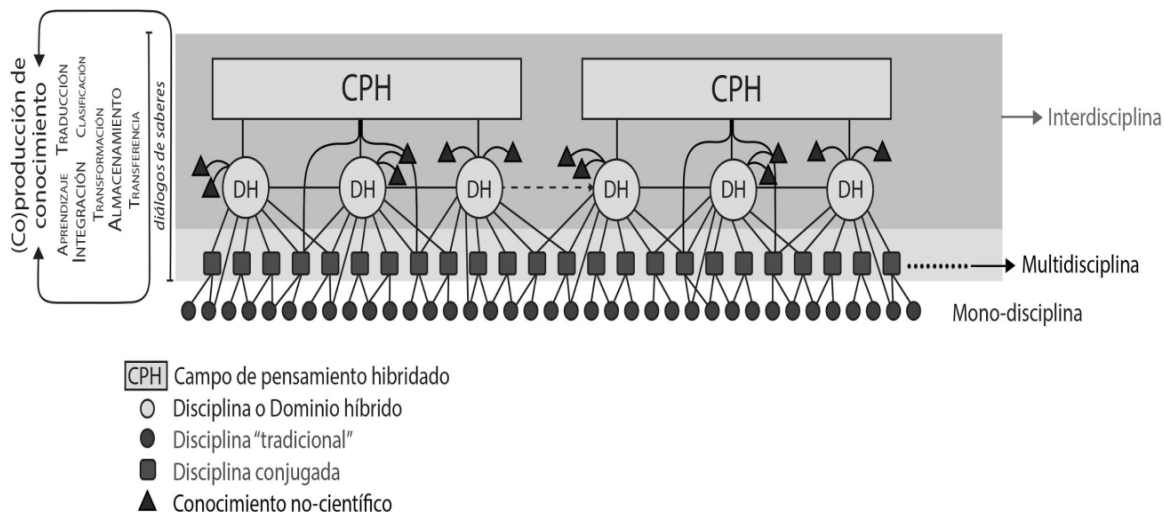 (Co)producción de
conocimiento
APRENDIZAJE TRADUCCIÓN
INTEGRACIÓN CLASIFICACIÓN
TRANSFORMACIÓN
ALMACENAMIENTO
TRANSFERENCIA
diálogos de saberes
CPH
CPH
Interdisciplina
DH
DH
DH
DH
DH
DH
Multidisciplina
Mono-disciplina
CPH Campo de pensamiento hibridado
Disciplina o Dominio híbrido
Disciplina "tradicional"
Disciplina conjugada
Conocimiento no-científico